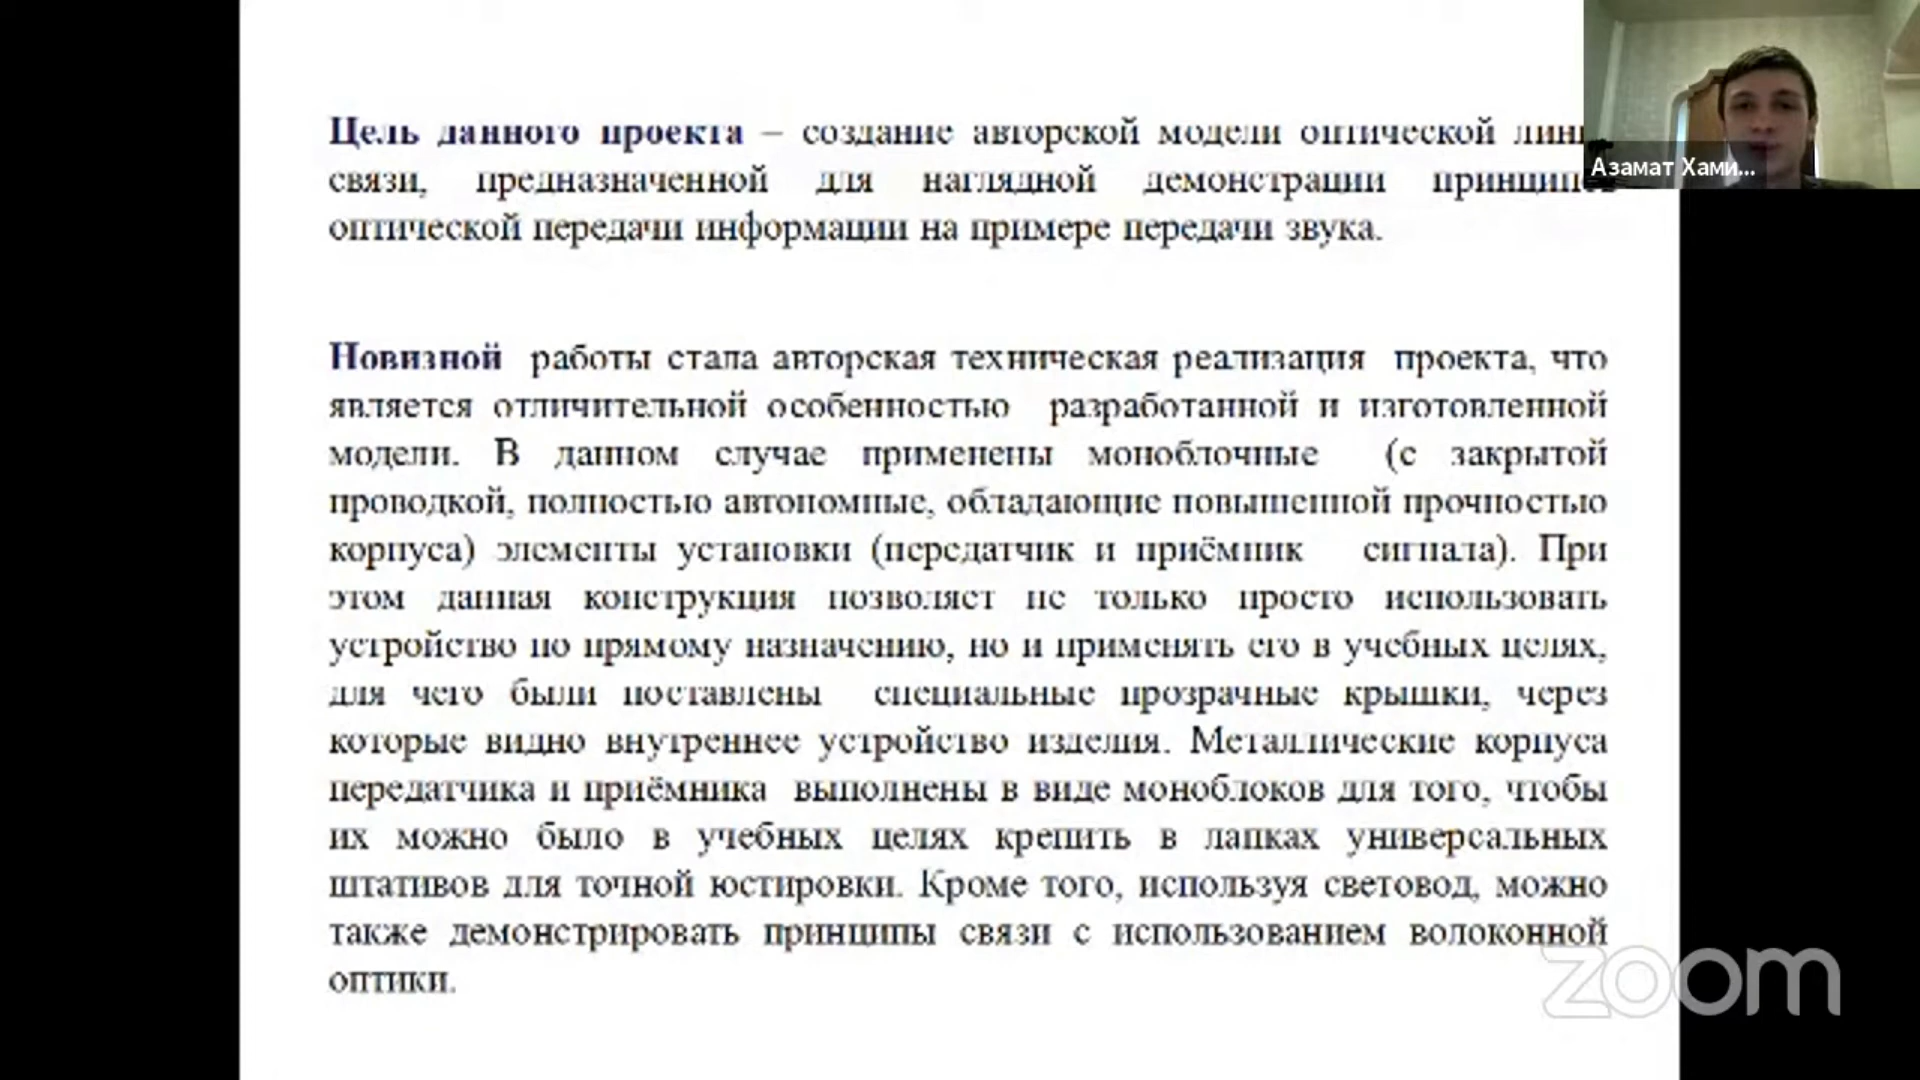 Цель данного проекта – создание авторской модели оптической
связи, предназначенной для наглядной демонстрации
оптической передачи информации на примере передачи звука.
Новизной работы стала авторская техническая реализация проекта, что
является отличительной особенностью разработанной и изготовленной
модели. В данном случае применены моноблочные (с закрытой
проводкой, полностью автономные, обладающие повышенной прочностью
корпуса) элементы установки (передатчик и приёмник сигнала). При
этом данная конструкция позволяет не только просто использовать
устройство по прямому назначению, но и применять его в учебных целях,
для чего были поставлены специальные прозрачные крышки, через
которые видно внутреннее устройство изделия. Металлические корпуса
передатчика и приёмника выполнены в виде моноблоков для того, чтобы
их можно было в учебных целях крепить в лапках универсальных
штативов для точной юстировки. Кроме того, используя световод, можно
также демонстрировать принципы связи с использованием волоконной
оптики.
Азамат Хами...
zoom